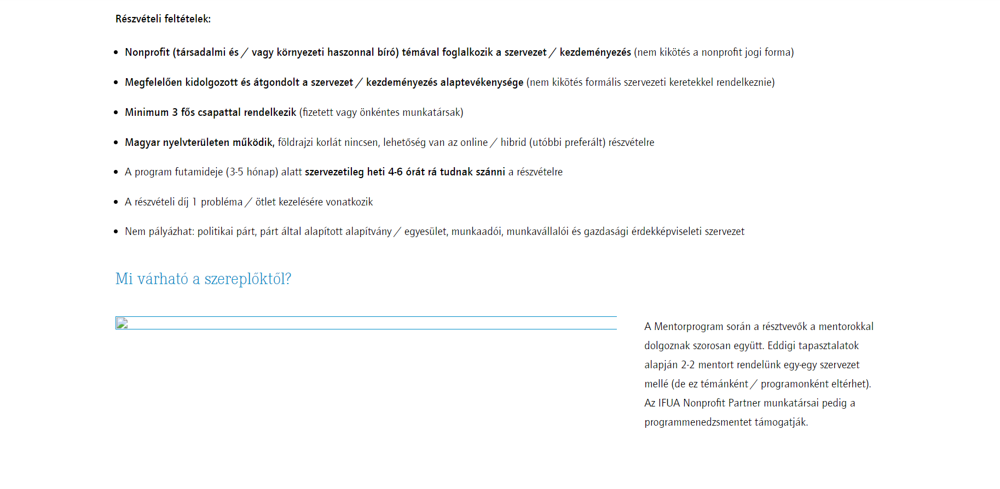 Részvételi feltételek:
Nonprofit (társadalmi és / vagy környezeti haszonnal bíró) témával foglalkozik a szervezet / kezdeményezés (nem kikötés a nonprofit jogi forma)
Megfelelően kidolgozott és átgondolt a szervezet / kezdeményezés alaptevékenysége (nem kikötés formális szervezeti keretekkel rendelkeznie)
Minimum 3 fős csapattal rendelkezik (fizetett vagy önkéntes munkatársak)
Magyar nyelvterületen működik, földrajzi korlát nincsen, lehetőség van az online / hibrid (utóbbi preferált) részvételre
A program futamideje (3-5 hónap) alatt szervezetileg heti 4-6 órát rá tudnak szánni a részvételre
A részvételi díj 1 probléma / ötlet kezelésére vonatkozik
Nem pályázhat: politikai párt, párt által alapított alapítvány / egyesület, munkaadói, munkavállalói és gazdasági érdekképviseleti szervezet
Mi várható a szereplőktől?
A Mentorprogram során a résztvevők a mentorokkal
dolgoznak szorosan együtt. Eddigi tapasztalatok
alapján 2-2 mentort rendelünk egy-egy szervezet
mellé (de ez témánként / programonként eltérhet).
Az IFUA Nonprofit Partner munkatársai pedig a
programmenedzsmentet támogatják.